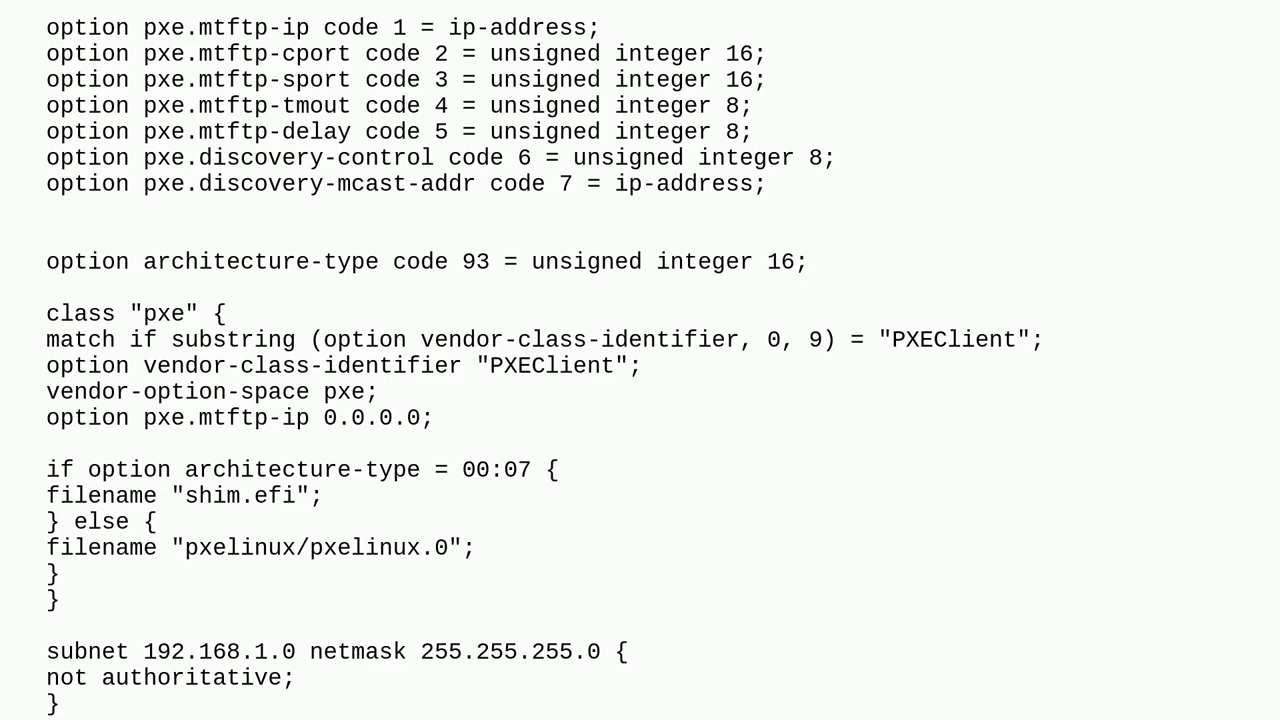 option pxe.mtftp-ip code 1 = ip-address;
option pxe.mtftp-cport code 2 = unsigned integer 16;
option pxe.mtftp-sport code 3 = unsigned integer 16;
option pxe.mtftp-tmout code 4 = unsigned integer 8;
option pxe.mtftp-delay code 5 = unsigned integer 8;
option pxe.discovery-control code 6 = unsigned integer 8;
option pxe.discovery-mcast-addr code 7 = ip-address;
option architecture-type code 93 = unsigned integer 16;
class "pxe" {
match if substring (option vendor-class-identifier, 0, 9) = "PXEClient";
option vendor-class-identifier "PXEClient";
vendor-option-space pxe;
option pxe.mtftp-ip 0.0.0.0;
if option architecture-type = 00:07 {
filename "shim.efi";
} else {
filename "pxelinux/pxelinux.0";
}
}
subnet 192.168.1.0 netmask 255.255.255.0 {
not authoritative;
}